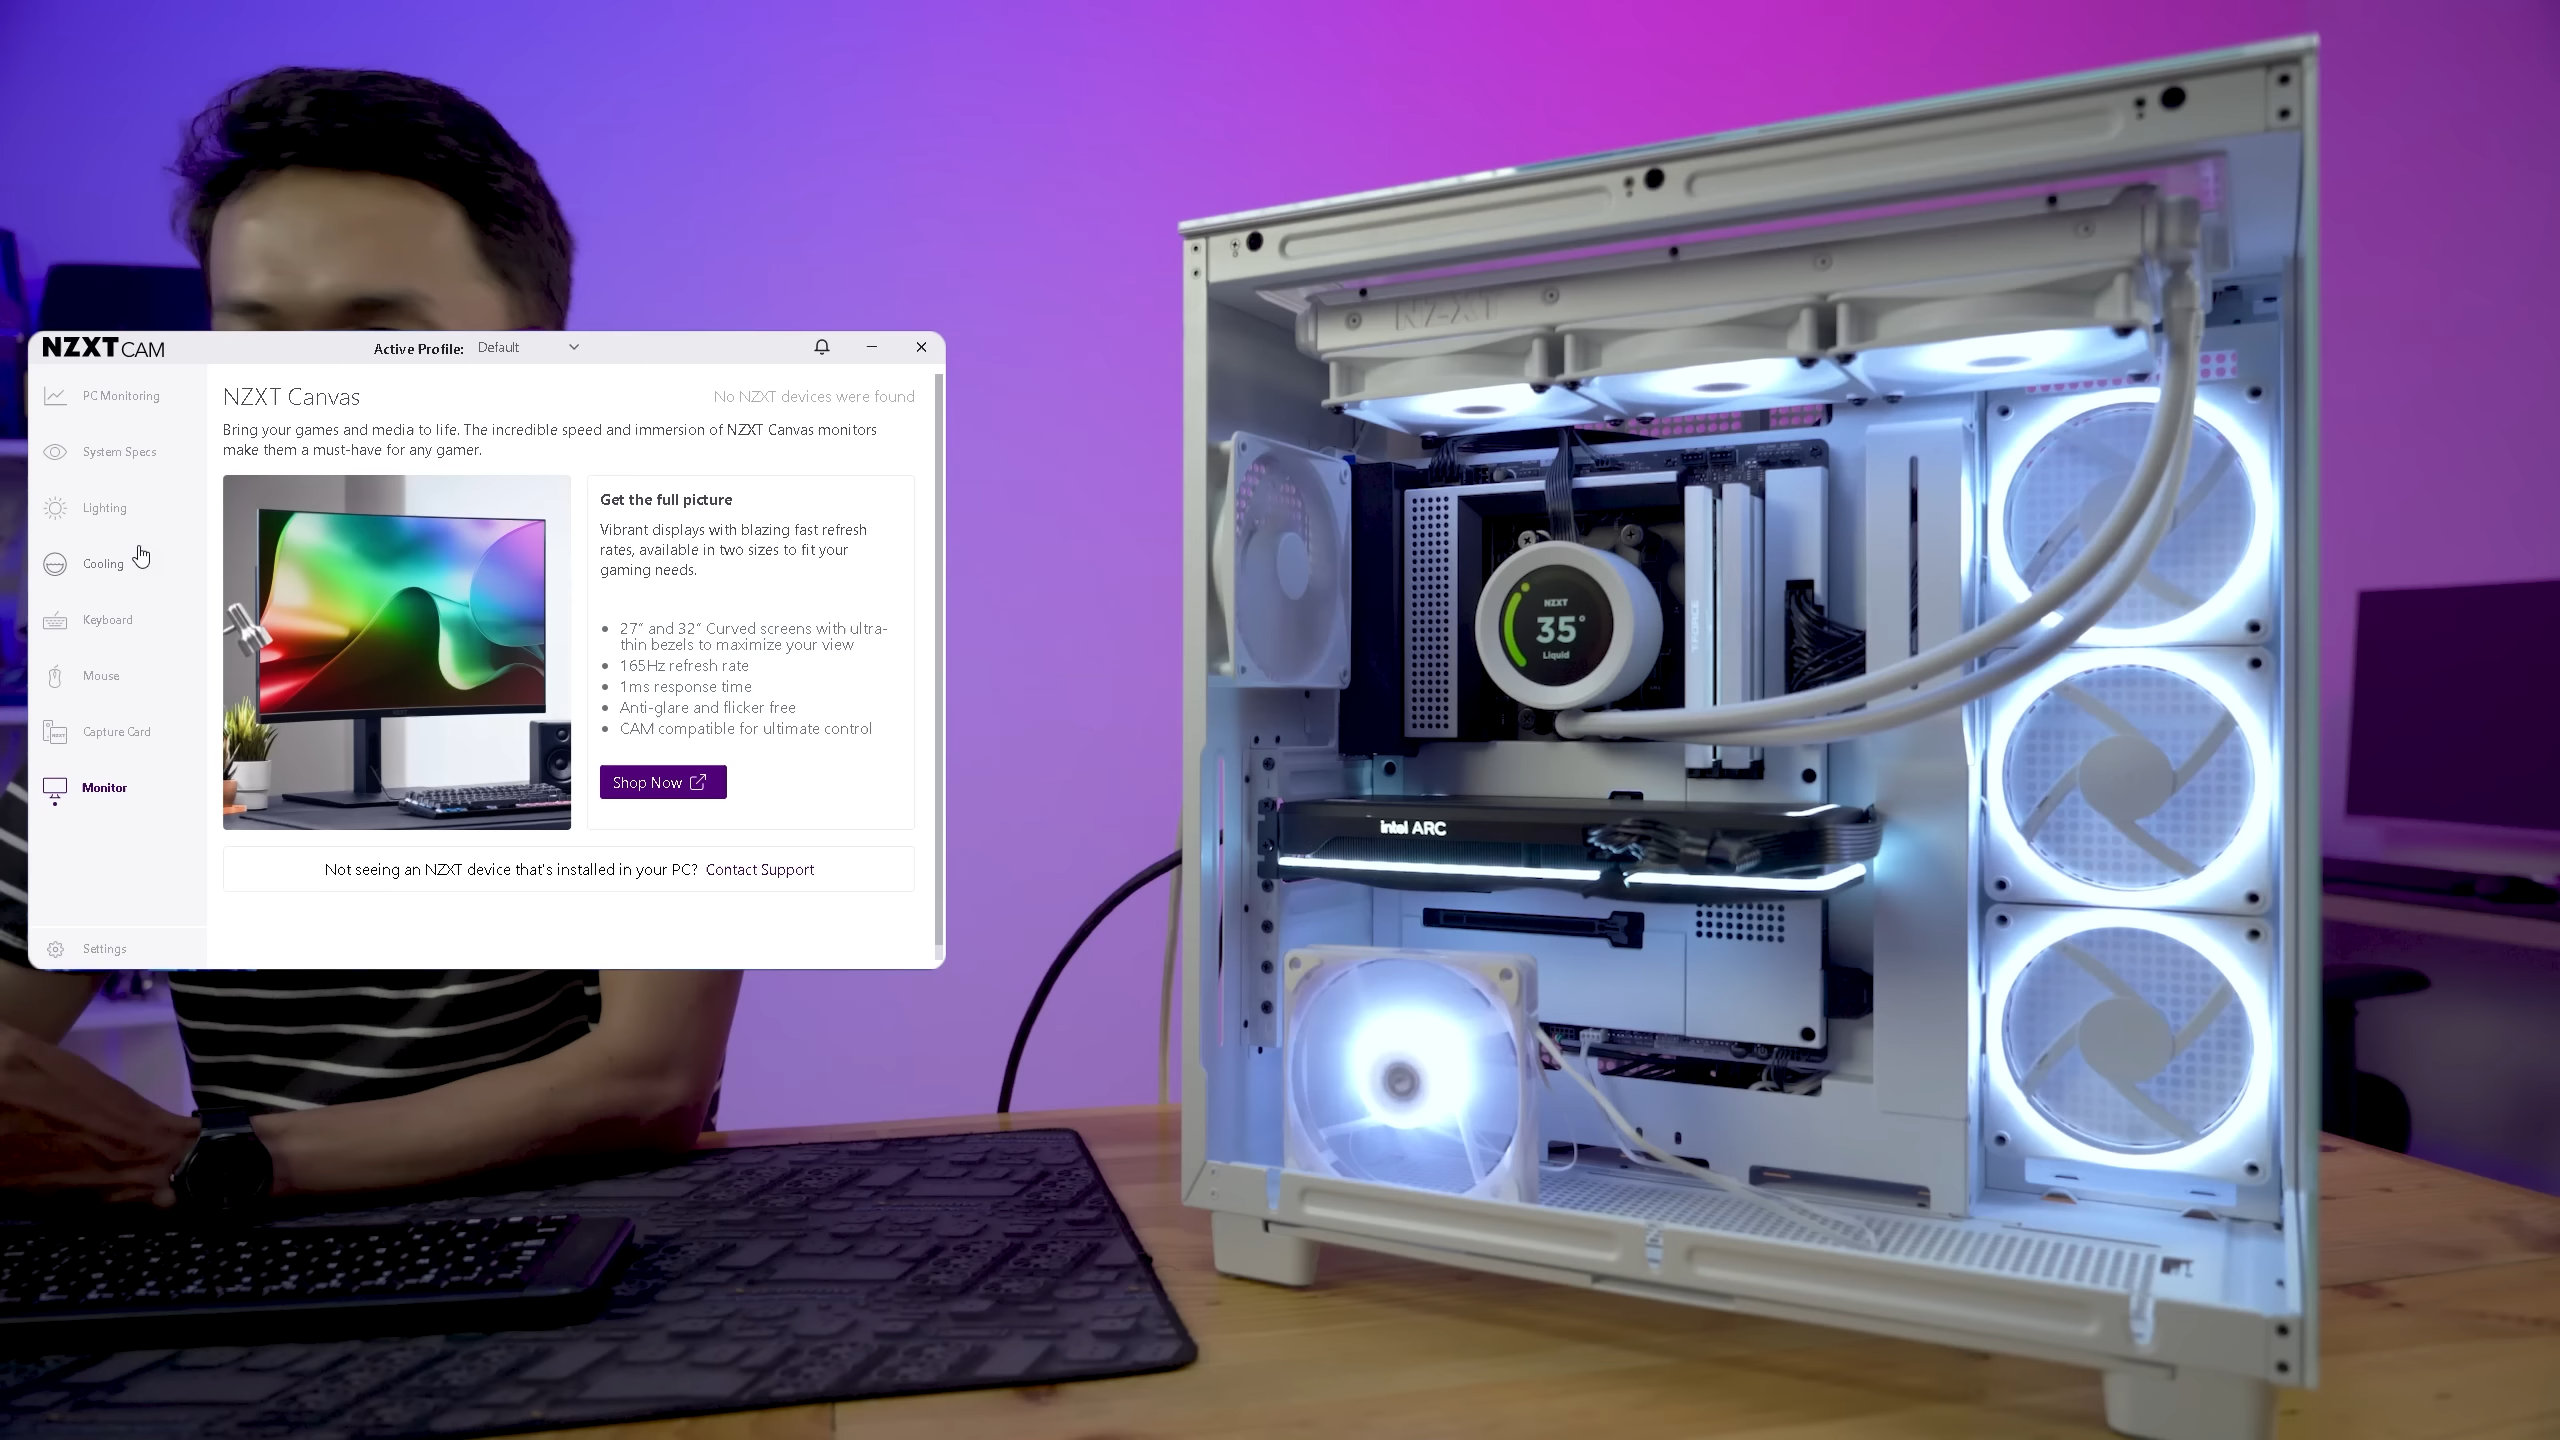 NZXT CAM
Active Profile: Default
PC Monitoring
System Specs
Lighting
Cooling
Keyboard
Mouse
Capture Card
Monitor
Settings
NZXT Canvas
No NZXT devices were found
Bring your games and media to life. The incredible speed and immersion of NZXT Canvas monitors
make them a must-have for any gamer.
Get the full picture
Vibrant displays with blazing fast refresh
rates, available in two sizes to fit your
gaming needs.
27" and 32" Curved screens with ultra-
thin bezels to maximize your view
165Hz refresh rate
1ms response time
Anti-glare and flicker free
CAM compatible for ultimate control
Shop Now
Not seeing an NZXT device that's installed in your PC? Contact Support
NZXT
NZXT
35°
Liquid
T-FORCE
intel ARC